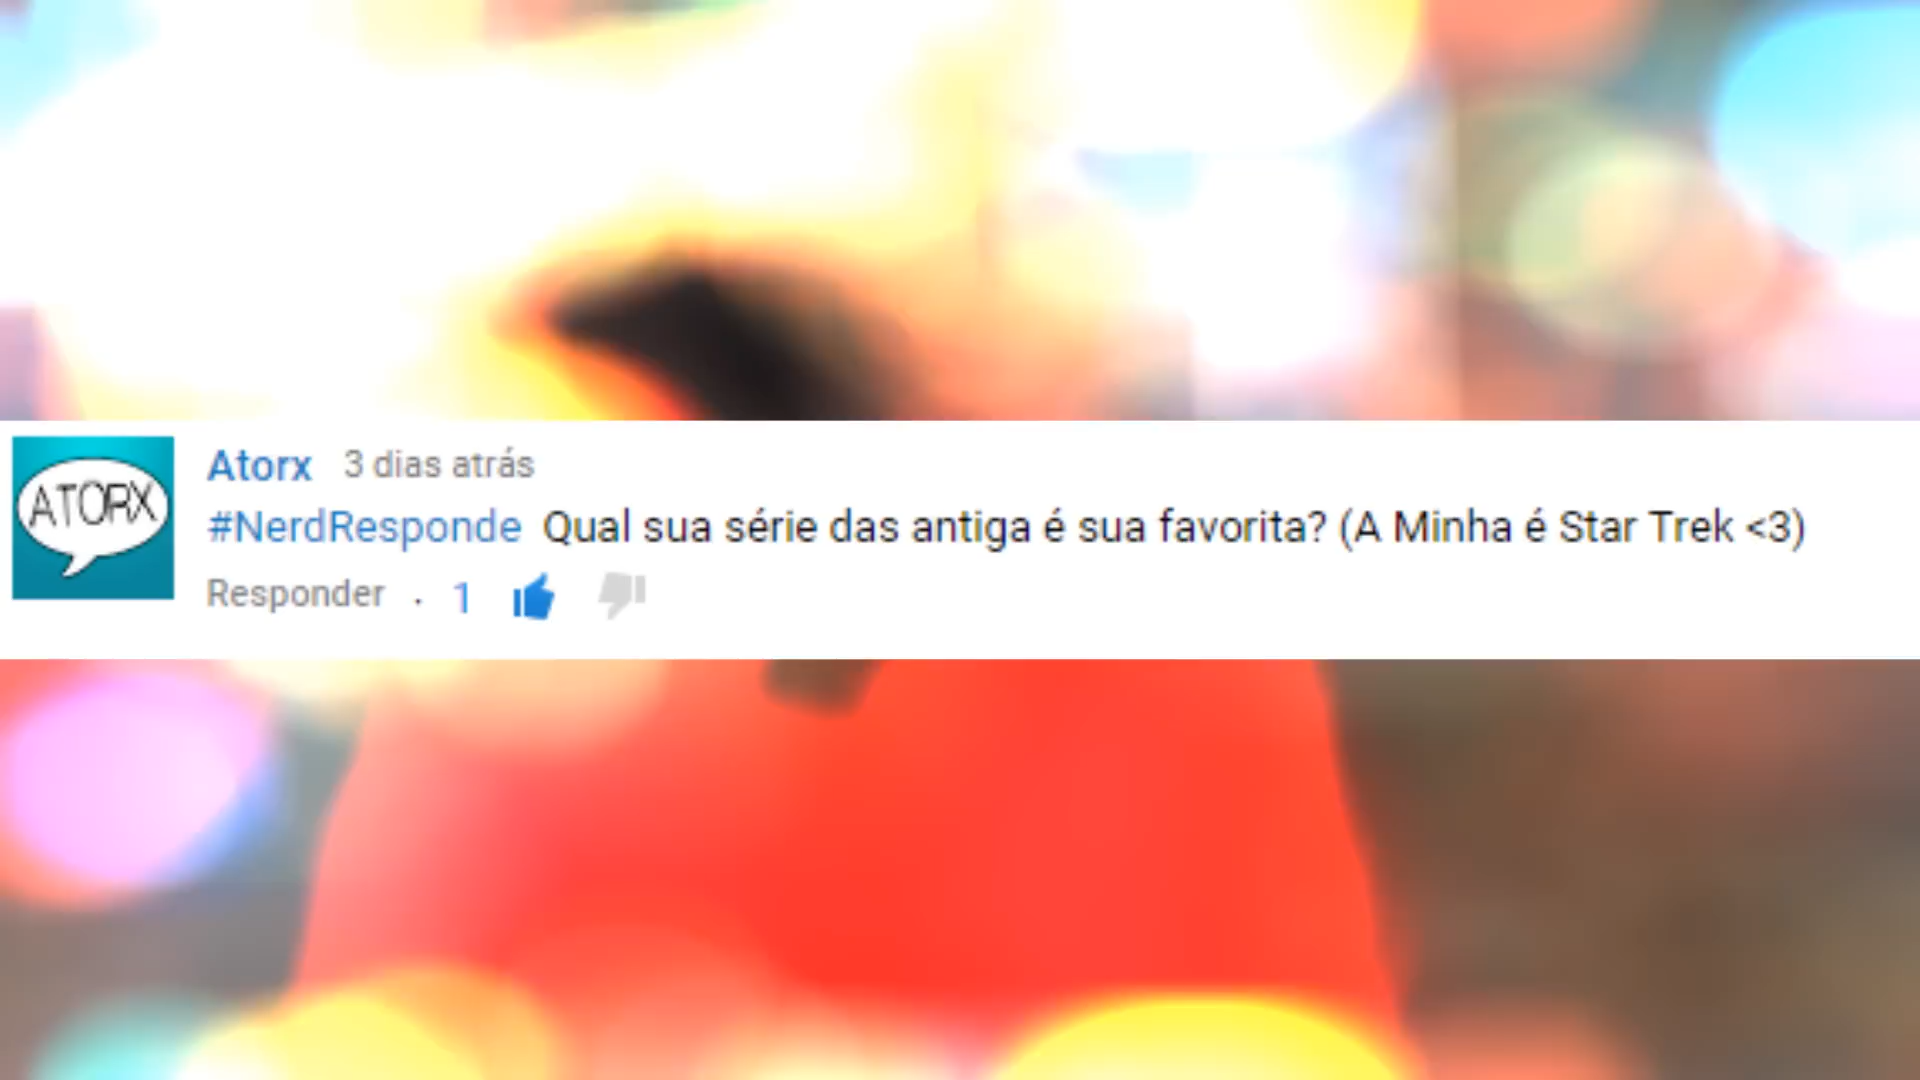 ATORX
Atorx 3 dias atrás
#NerdResponde Qual sua série das antiga é sua favorita? (A Minha é Star Trek <3)
Responder . 1